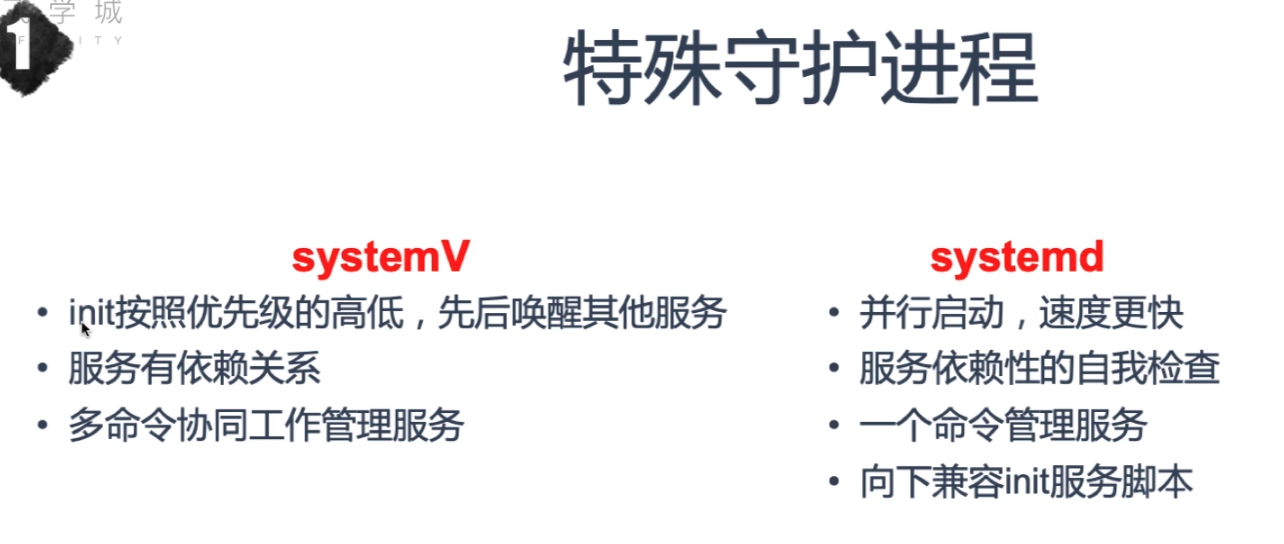 学城
1
ITY
特殊守护进程
systemV
init按照优先级的高低，先后唤醒其他服务
服务有依赖关系
多命令协同工作管理服务
systemd
并行启动，速度更快
服务依赖性的自我检查
一个命令管理服务
向下兼容init服务脚本